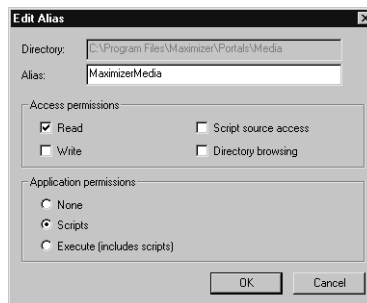 Edit Alias
Directory: C:\Program Files\Maximizer\Portals\Media
Alias: MaximizerMedia
Access permissions
Read Script source access
Write Directory browsing
Application permissions
None
Scripts
Execute (includes scripts)
OK Cancel